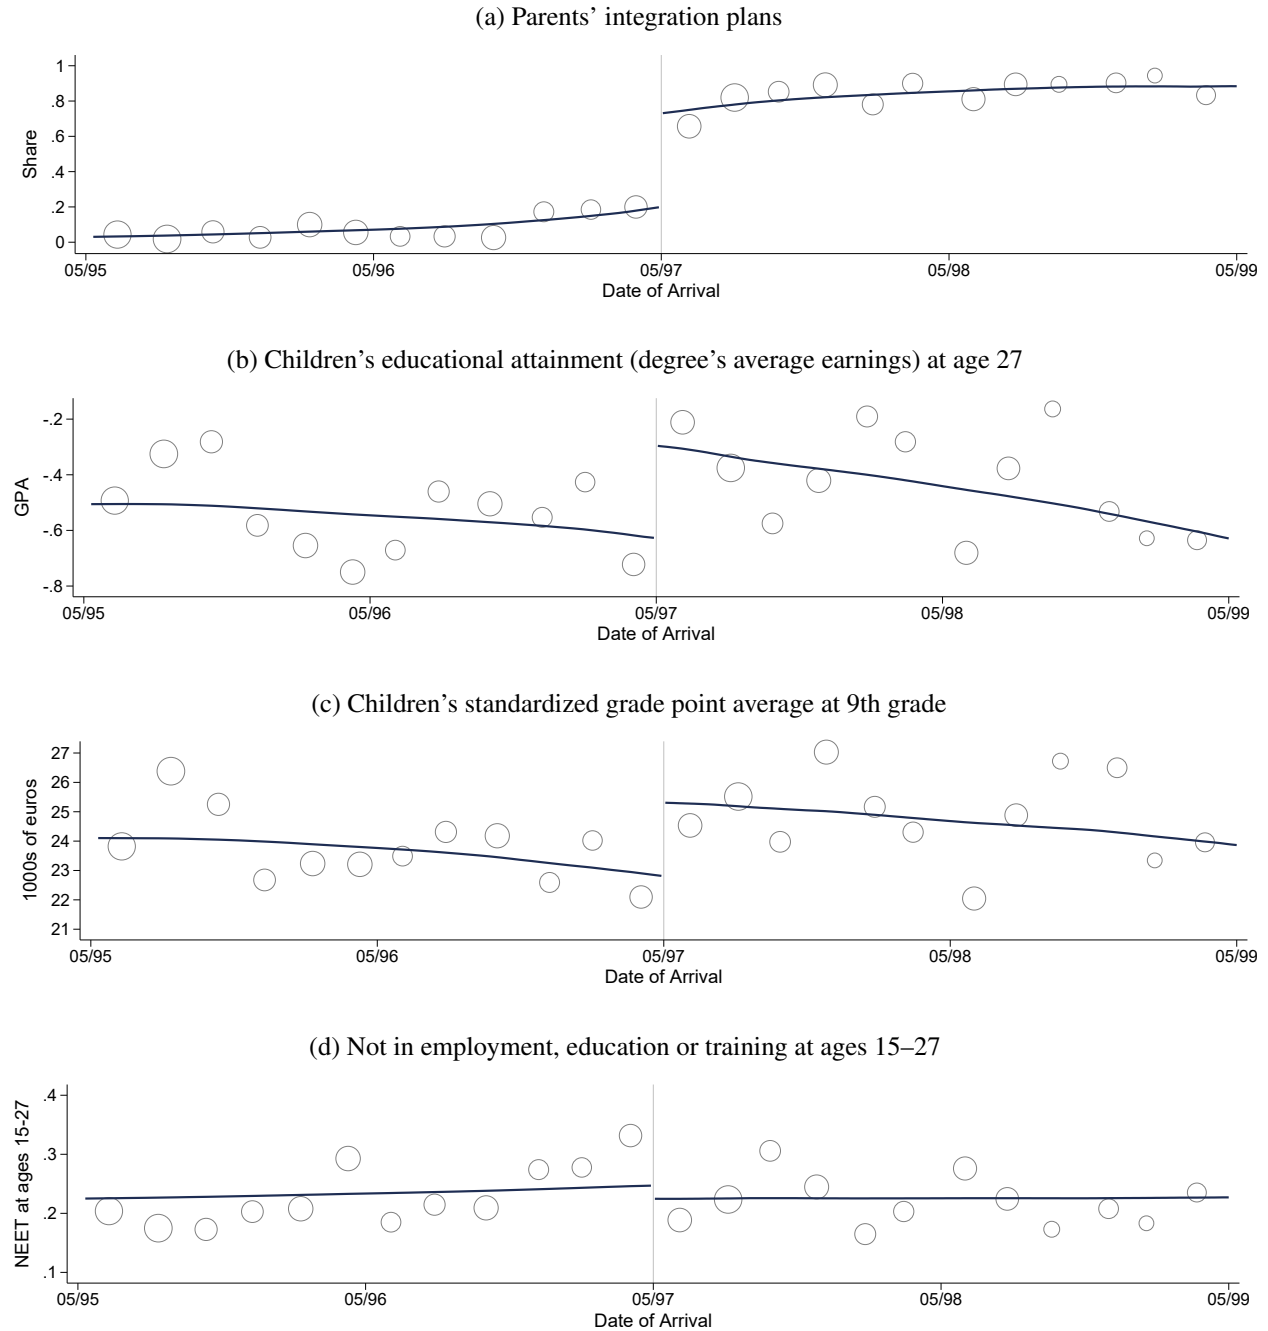 (a) Parents’ integration plans
1
.8
.6
.4
.2
0
Share
05/95 05/96 05/97 05/98 05/99
Date of Arrival
(b) Children’s educational attainment (degree’s average earnings) at age 27
-.2
-.4
-.6
-.8
GPA
05/95 05/96 05/97 05/98 05/99
Date of Arrival
(c) Children’s standardized grade point average at 9th grade
27
26
25
24
23
22
21
1000s of euros
05/95 05/96 05/97 05/98 05/99
Date of Arrival
(d) Not in employment, education or training at ages 15–27
.4
.3
.2
.1
NEET at ages 15-27
05/95 05/96 05/97 05/98 05/99
Date of Arrival